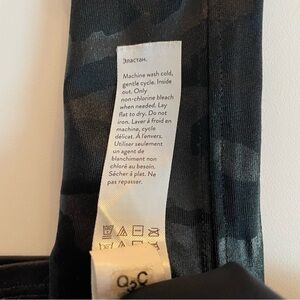 Эластан.
Machine wash cold,
gentle cycle. Inside
out. Only
non-chlorine bleach
when needed. Lay
flat to dry. Do not
iron. Laver à froid en
machine, cycle
délicat. À l'envers.
Utiliser seulement
un agent de
blanchiment non
chloré au besoin.
Sécher à plat. Ne
pas repasser.